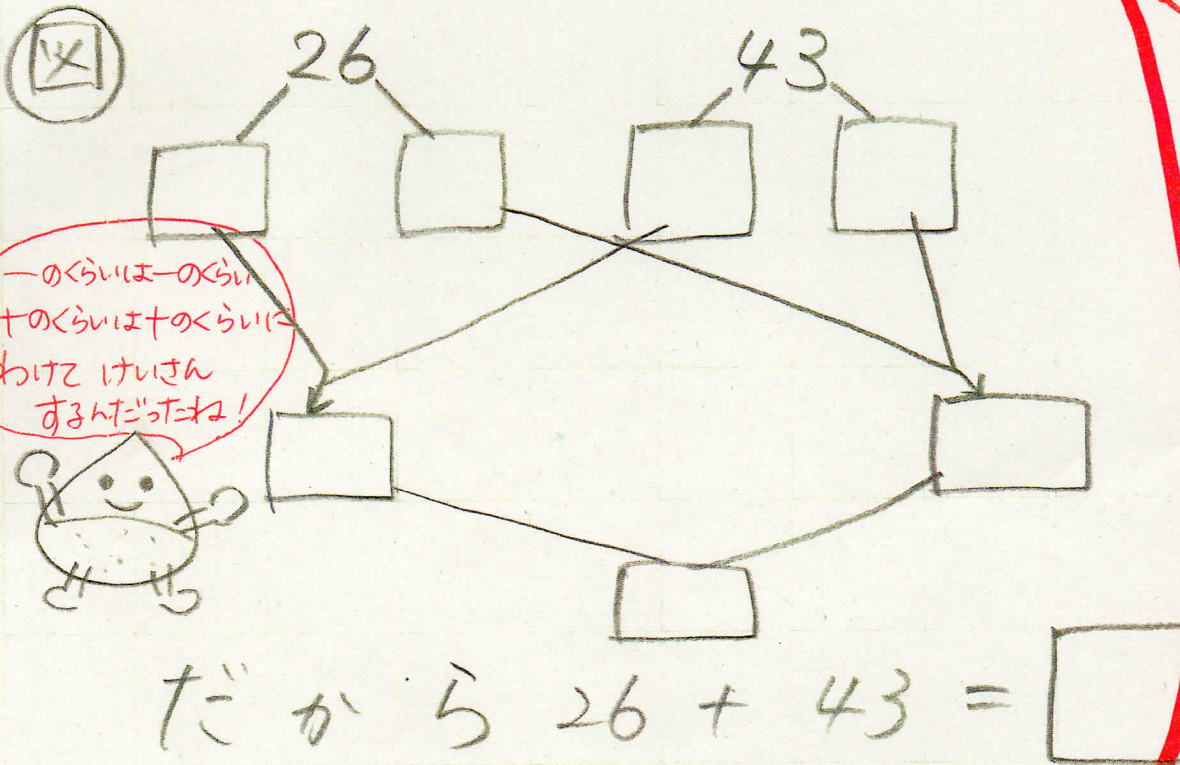 図
26 43
一のくらいは一のくらい
十のくらいは十のくらいに
わけて けいさん
するんだったね!
だから 26 + 43 =